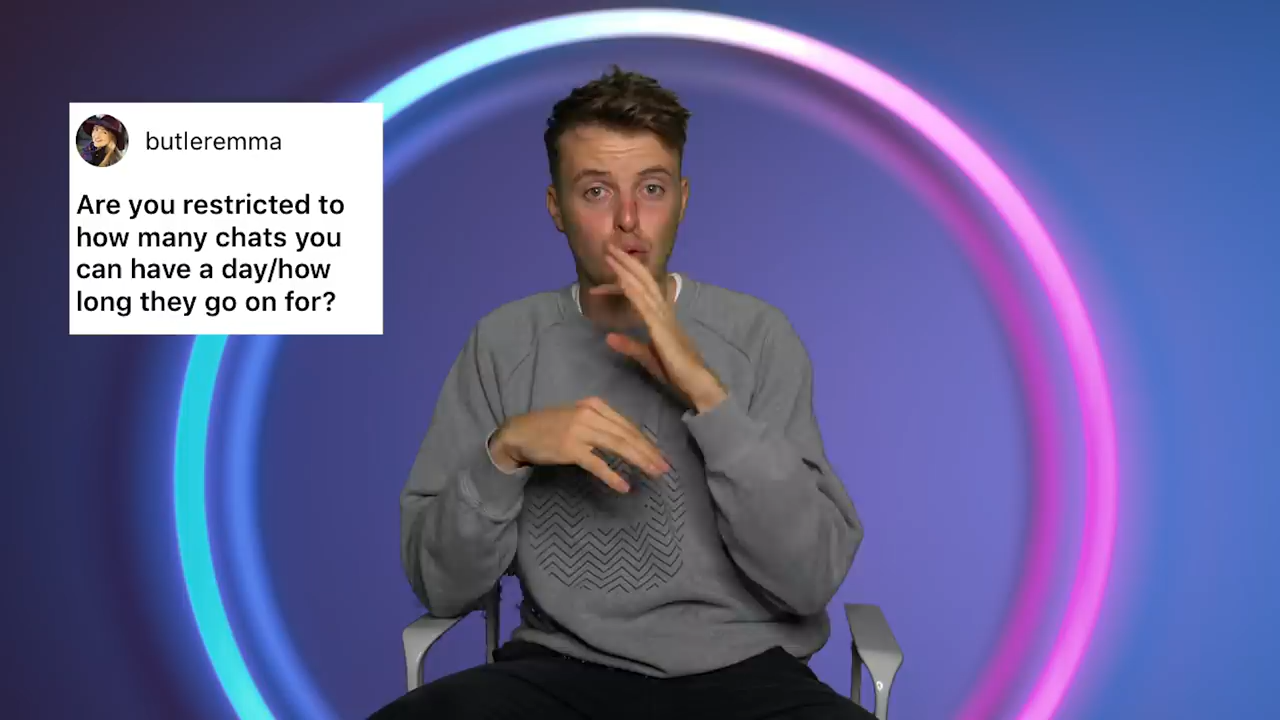 butleremma
Are you restricted to
how many chats you
can have a day/how
long they go on for?